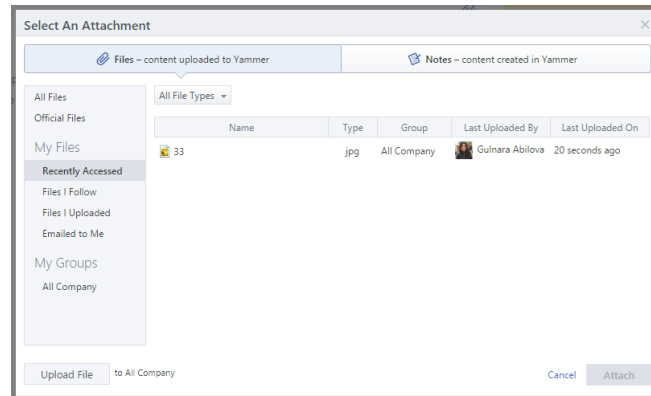 Select An Attachment
Files – content uploaded to Yammer
Notes – content created in Yammer
All Files
Official Files
My Files
Recently Accessed
Files I Follow
Files I Uploaded
Emailed to Me
My Groups
All Company
All File Types
Name Type Group Last Uploaded By Last Uploaded On
33 jpg All Company Gulnara Abilova 20 seconds ago
Upload File to All Company
Cancel Attach